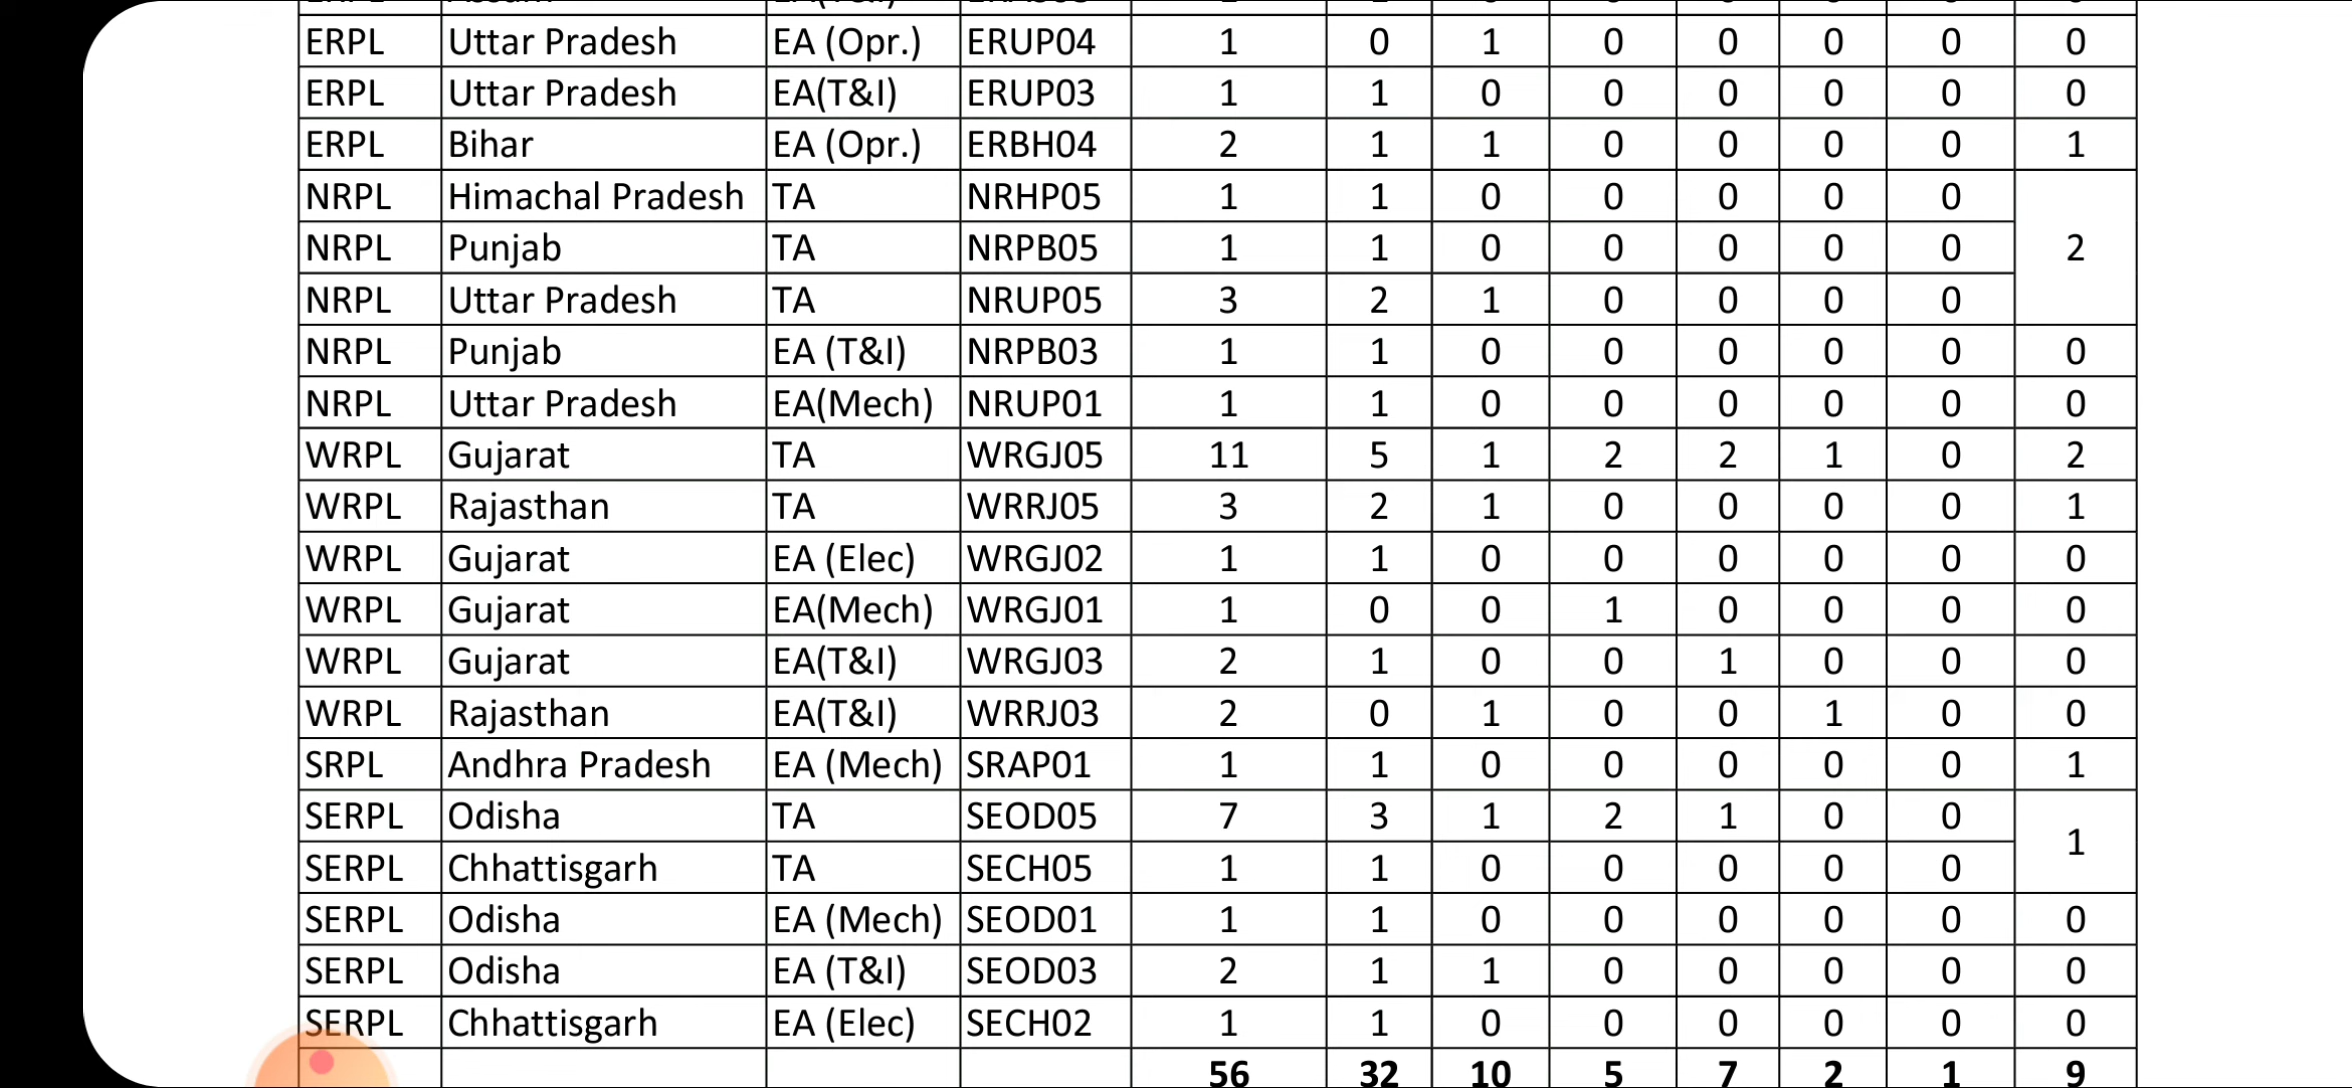 ERPL Uttar Pradesh EA (Opr.) ERUP04 1 0 1 0 0 0 0 0
ERPL Uttar Pradesh EA(T&I) ERUP03 1 1 0 0 0 0 0 0
ERPL Bihar EA (Opr.) ERBH04 2 1 1 0 0 0 0 1
NRPL Himachal Pradesh TA NRHP05 1 1 0 0 0 0 0
NRPL Punjab TA NRPB05 1 1 0 0 0 0 0 2
NRPL Uttar Pradesh TA NRUP05 3 2 1 0 0 0 0
NRPL Punjab EA (T&I) NRPB03 1 1 0 0 0 0 0 0
NRPL Uttar Pradesh EA(Mech) NRUP01 1 1 0 0 0 0 0 0
WRPL Gujarat TA WRGJ05 11 5 1 2 2 1 0 2
WRPL Rajasthan TA WRRJ05 3 2 1 0 0 0 0 1
WRPL Gujarat EA (Elec) WRGJ02 1 1 0 0 0 0 0 0
WRPL Gujarat EA(Mech) WRGJ01 1 0 0 1 0 0 0 0
WRPL Gujarat EA(T&I) WRGJ03 2 1 0 0 1 0 0 0
WRPL Rajasthan EA(T&I) WRRJ03 2 0 1 0 0 1 0 0
SRPL Andhra Pradesh EA (Mech) SRAP01 1 1 0 0 0 0 0 1
SERPL Odisha TA SEOD05 7 3 1 2 1 0 0 1
SERPL Chhattisgarh TA SECH05 1 1 0 0 0 0 0
SERPL Odisha EA (Mech) SEOD01 1 1 0 0 0 0 0 0
SERPL Odisha EA (T&I) SEOD03 2 1 1 0 0 0 0 0
SERPL Chhattisgarh EA (Elec) SECH02 1 1 0 0 0 0 0 0
56 32 10 5 7 2 1 9